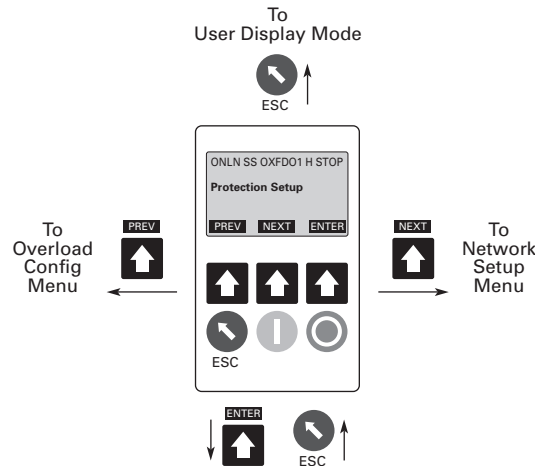 To
User Display Mode
ESC
ONLN SS OXFDO1 H STOP
Protection Setup
PREV NEXT ENTER
ESC
PREV
To
Overload
Config
Menu
NEXT
To
Network
Setup
Menu
ENTER
ESC